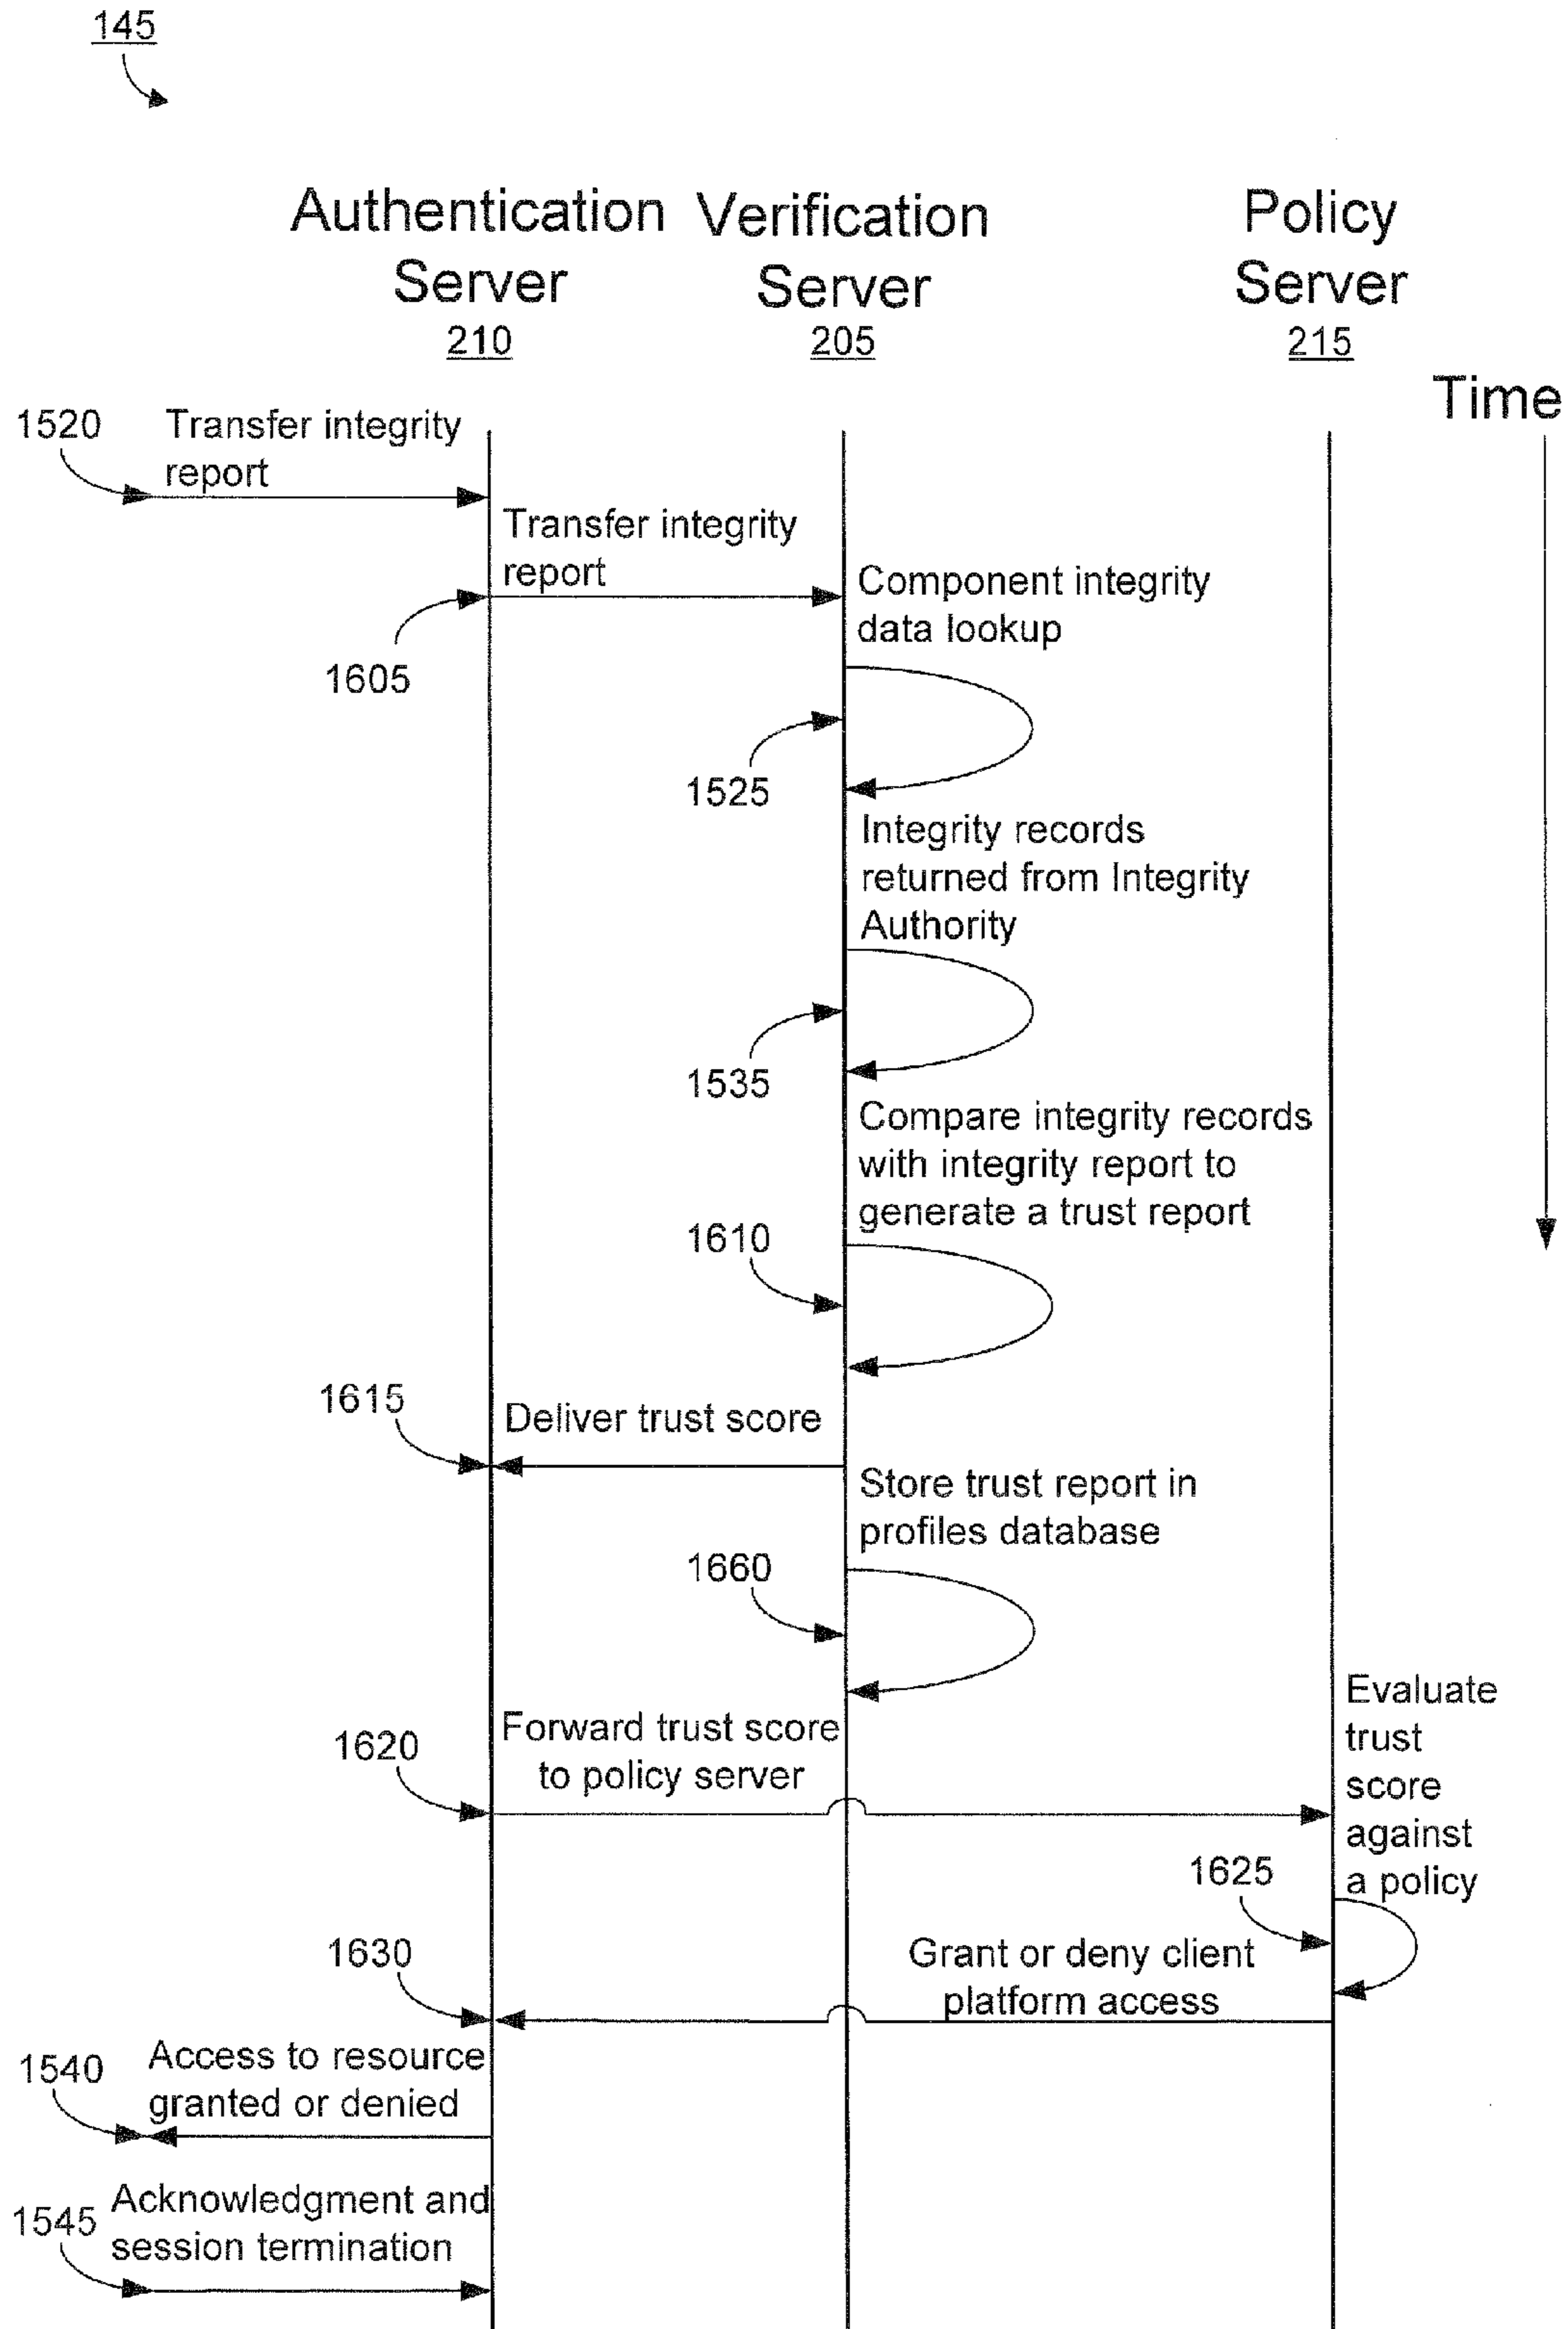 145
Authentication
Server
210
Verification
Server
205
Policy
Server
215
Time
1520
Transfer integrity
report
Transfer integrity
report
1605
Component integrity
data lookup
1525
Integrity records
returned from Integrity
Authority
1535
Compare integrity records
with integrity report to
generate a trust report
1610
1615
Deliver trust score
Store trust report in
profiles database
1660
1620
Forward trust score
to policy server
Evaluate
trust
score
against
a policy
1625
1630
Grant or deny client
platform access
1540
Access to resource
granted or denied
1545
Acknowledgment and
session termination